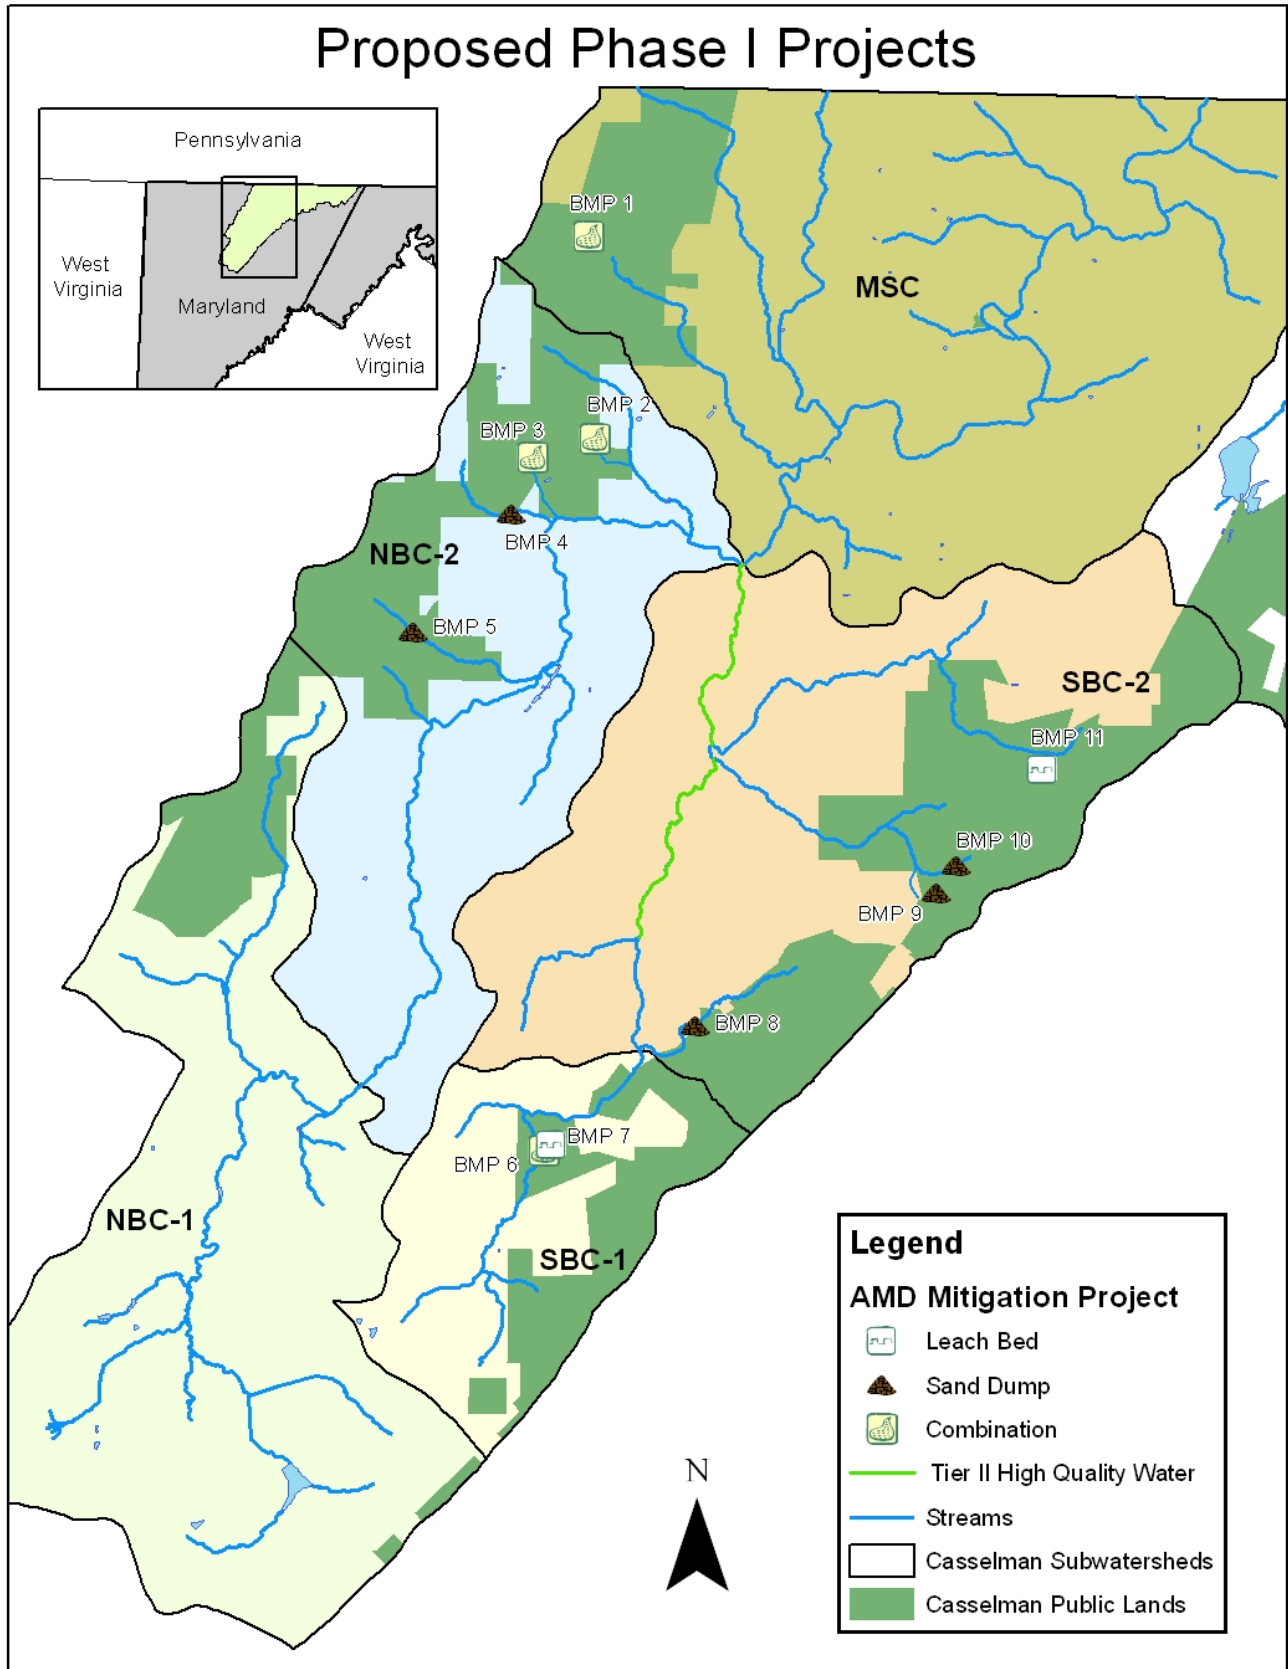 Proposed Phase I Projects
Pennsylvania
West
Virginia
Maryland
West
Virginia
BMP 1
MSC
BMP 2
BMP 3
BMP 4
NBC-2
BMP 5
SBC-2
BMP 11
BMP 10
BMP 9
BMP 8
BMP 7
BMP 6
NBC-1
SBC-1
N
Legend
AMD Mitigation Project
Leach Bed
Sand Dump
Combination
Tier II High Quality Water
Streams
Casselman Subwatersheds
Casselman Public Lands